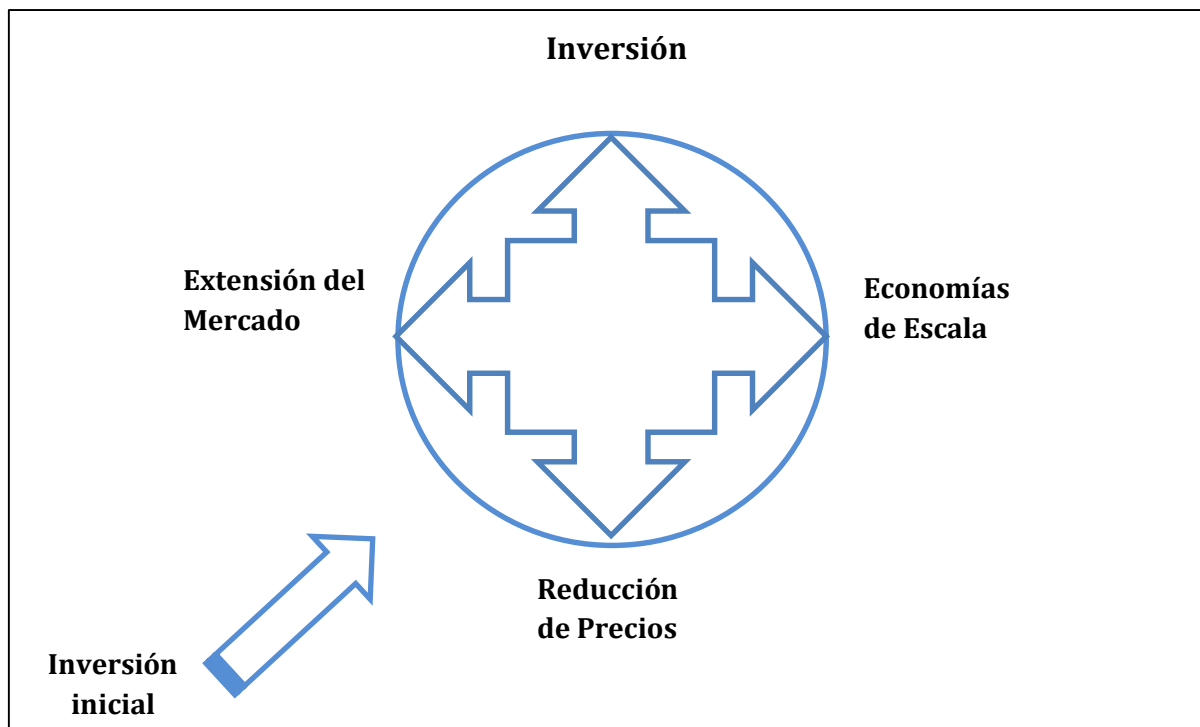 Inversión
Extensión del
Mercado
Economías
de Escala
Reducción
de Precios
Inversión
inicial